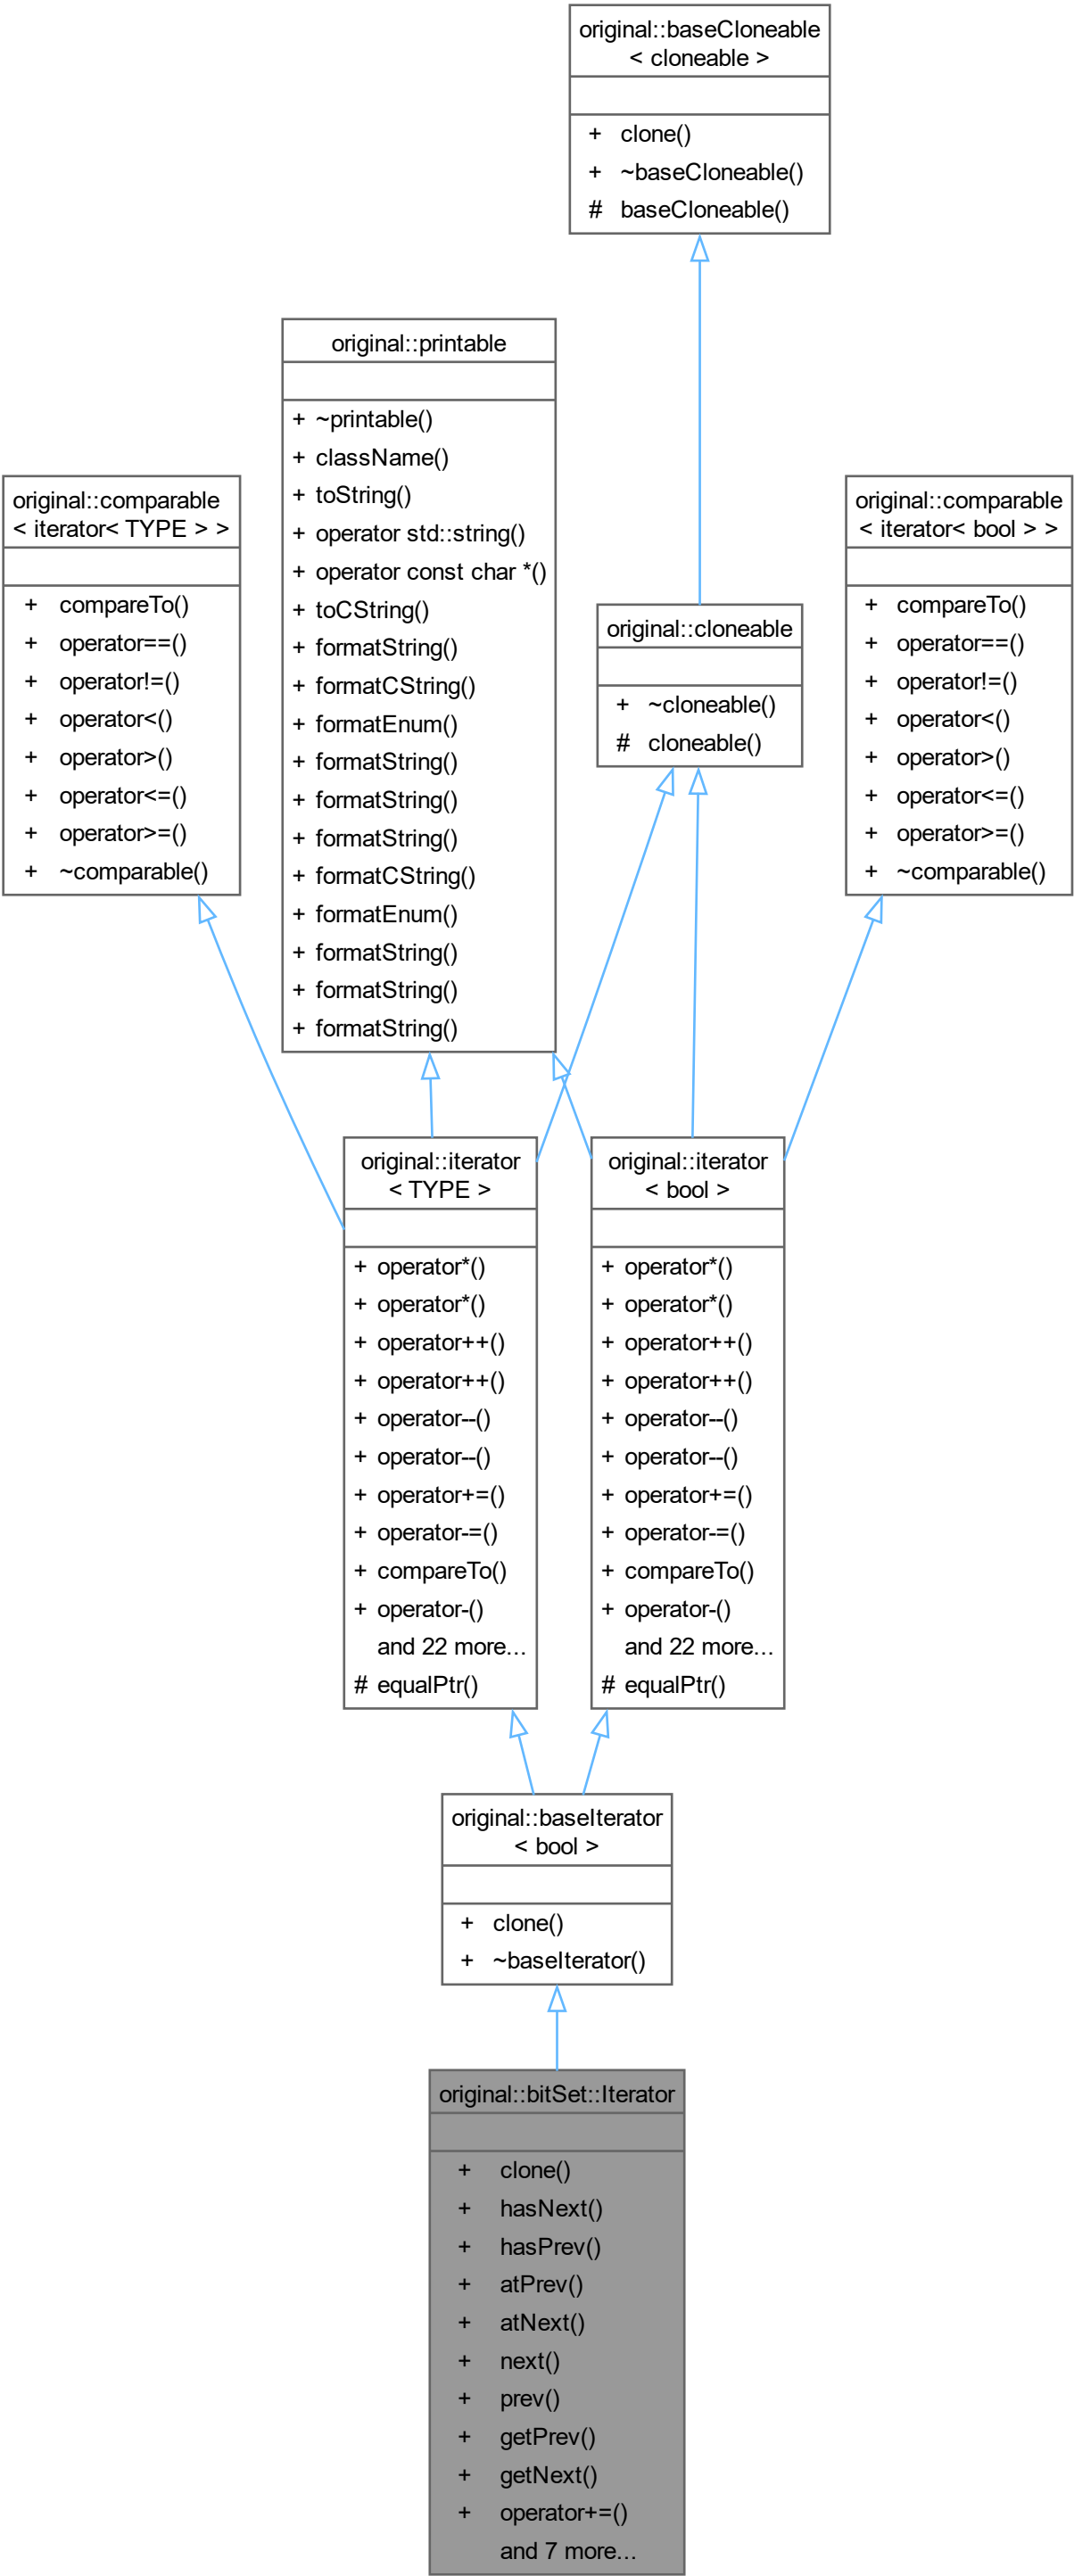 original::baseCloneable
< cloneable >
+ clone()
+ ~baseCloneable()
# baseCloneable()
original::printable
+ ~printable()
+ className()
+ toString()
+ operator std::string()
+ operator const char *()
+ toCString()
+ formatString()
+ formatCString()
+ formatEnum()
+ formatString()
+ formatString()
+ formatString()
+ formatCString()
+ formatEnum()
+ formatString()
+ formatString()
+ formatString()
original::comparable
< iterator< TYPE > >
+ compareTo()
+ operator==()
+ operator!=()
+ operator<()
+ operator>()
+ operator<=()
+ operator>=()
+ ~comparable()
original::cloneable
+ ~cloneable()
# cloneable()
original::comparable
< iterator< bool > >
+ compareTo()
+ operator==()
+ operator!=()
+ operator<()
+ operator>()
+ operator<=()
+ operator>=()
+ ~comparable()
original::iterator
< TYPE >
+ operator*()
+ operator*()
+ operator++()
+ operator++()
+ operator--()
+ operator--()
+ operator+=()
+ operator-=()
+ compareTo()
+ operator-()
and 22 more...
# equalPtr()
original::iterator
< bool >
+ operator*()
+ operator*()
+ operator++()
+ operator++()
+ operator--()
+ operator--()
+ operator+=()
+ operator-=()
+ compareTo()
+ operator-()
and 22 more...
# equalPtr()
original::baseIterator
< bool >
+ clone()
+ ~baseIterator()
original::bitSet::Iterator
+ clone()
+ hasNext()
+ hasPrev()
+ atPrev()
+ atNext()
+ next()
+ prev()
+ getPrev()
+ getNext()
+ operator+=()
and 7 more...